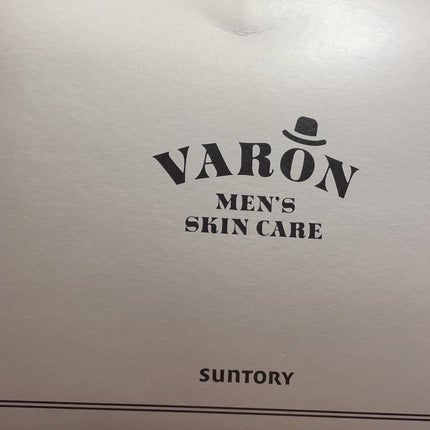 VARON
MEN'S
SKIN CARE
SUNTORY